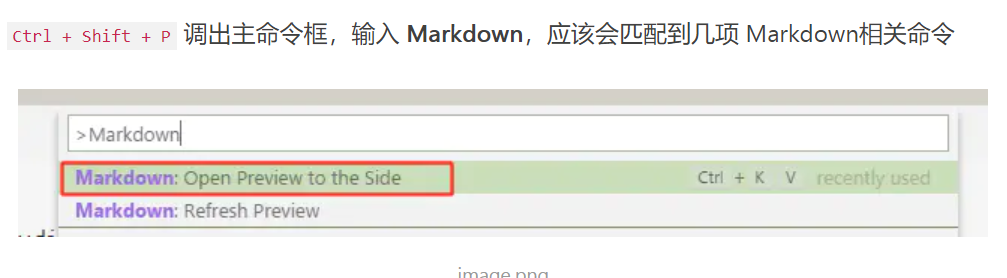 Ctrl + Shift + P 调出主命令框，输入 Markdown，应该会匹配到几项 Markdown相关命令
>Markdown
Markdown: Open Preview to the Side Ctrl + K V recently used
Markdown: Refresh Preview
image.png